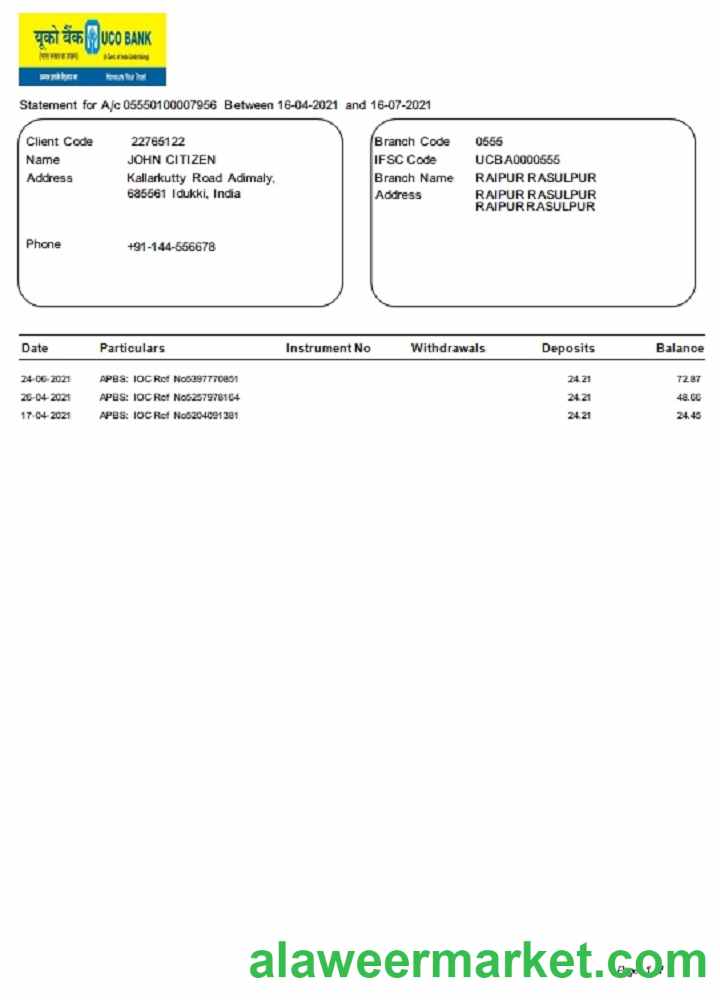 यूको बैंक UCO BANK
Honours Your Trust
Statement for A/c 05550100007956 Between 16-04-2021 and 16-07-2021
Client Code 22765122
Name JOHN CITIZEN
Address Kallarkutty Road Adimaly,
685561 Idukki, India
Phone +91-144-556678
Branch Code 0555
IFSC Code UCBA0000555
Branch Name RAIPUR RASULPUR
Address RAIPUR RASULPUR
RAIPUR RASULPUR
Date Particulars Instrument No Withdrawals Deposits Balance
24-06-2021 APBS: IOC Ref No5397770851 24.21 72.87
26-04-2021 APBS: IOC Ref No5257978164 24.21 48.66
17-04-2021 APBS: IOC Ref No5204091381 24.21 24.45
alaweermarket.com